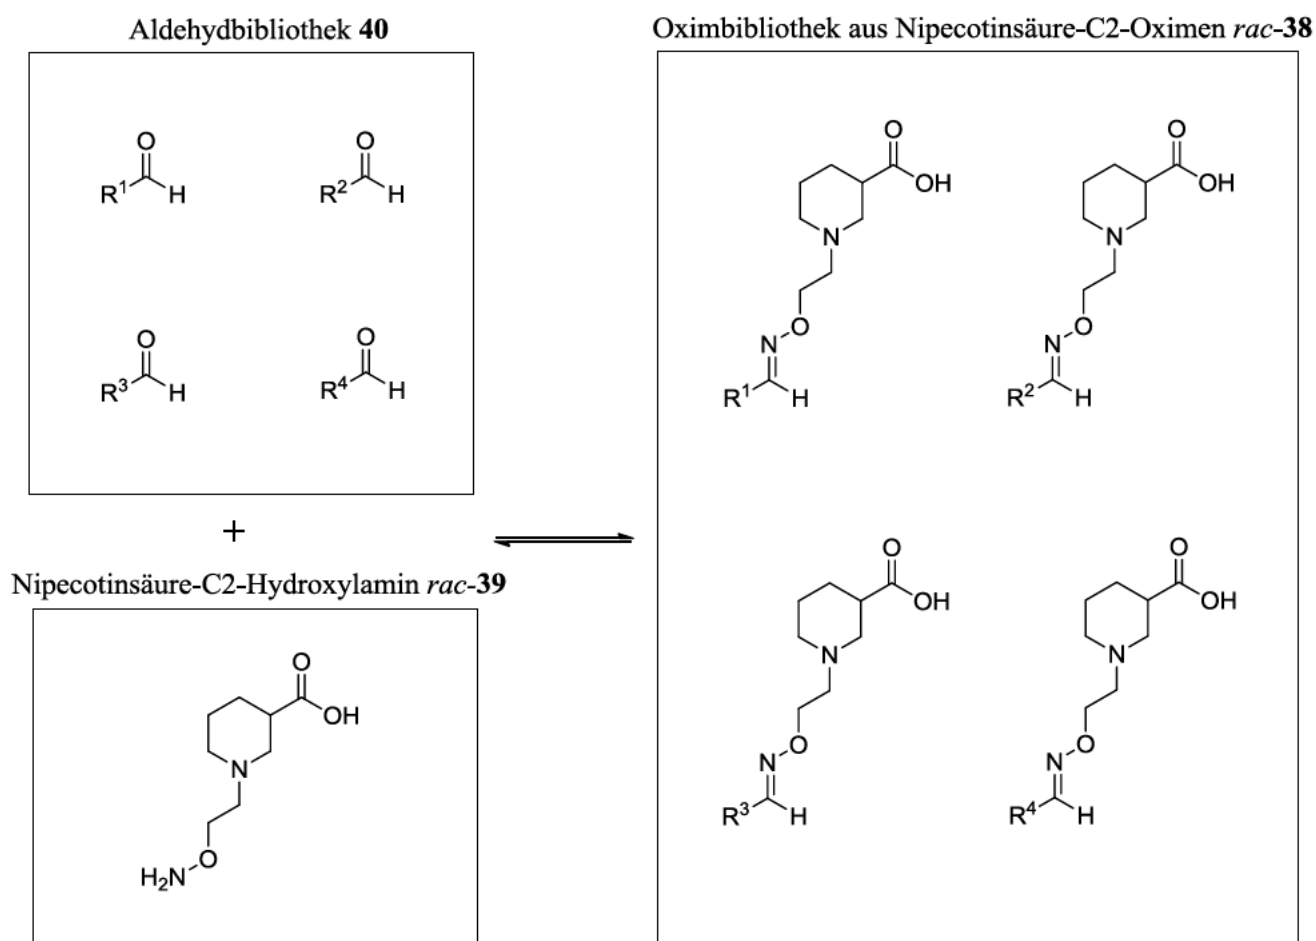 Aldehydbibliothek 40
Oximbibliothek aus Nipecotinsäure-C2-Oximen rac-38
O
R¹ H
O
R² H
O
R³ H
O
R⁴ H
+
Nipecotinsäure-C2-Hydroxylamin rac-39
O
OH
N
O
H₂N
O
OH
N
O
N
R¹ H
O
OH
N
O
N
R² H
O
OH
N
O
N
R³ H
O
OH
N
O
N
R⁴ H